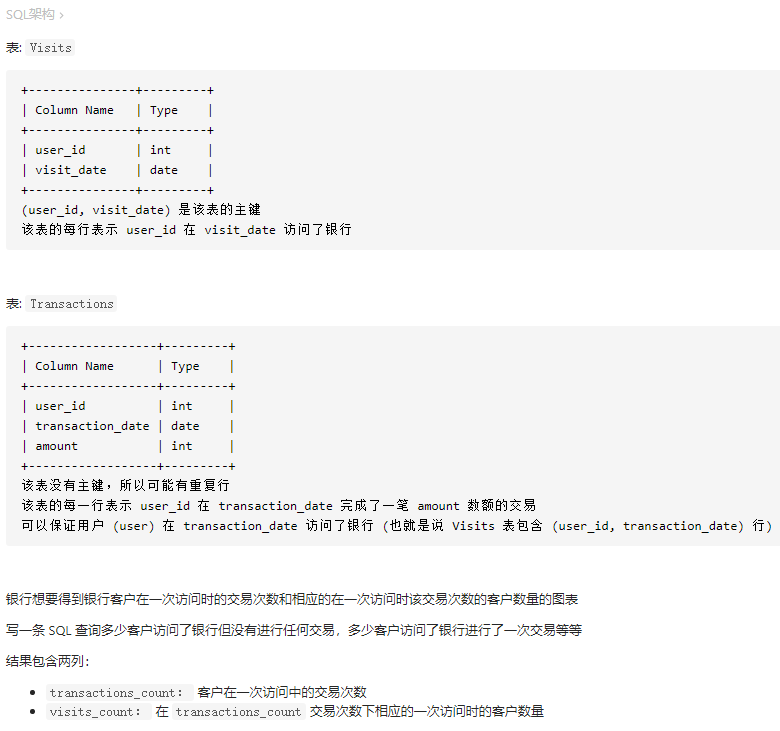 SQL架构 ›
表: Visits
+---------------+---------+
| Column Name   | Type    |
+---------------+---------+
| user_id       | int     |
| visit_date    | date    |
+---------------+---------+
(user_id, visit_date) 是该表的主键
该表的每行表示 user_id 在 visit_date 访问了银行
表: Transactions
+------------------+---------+
| Column Name      | Type    |
+------------------+---------+
| user_id          | int     |
| transaction_date | date    |
| amount           | int     |
+------------------+---------+
该表没有主键，所以可能有重复行
该表的每一行表示 user_id 在 transaction_date 完成了一笔 amount 数额的交易
可以保证用户 (user) 在 transaction_date 访问了银行 (也就是说 Visits 表包含 (user_id, transaction_date) 行)
银行想要得到银行客户在一次访问时的交易次数和相应的在一次访问时该交易次数的客户数量的图表
写一条 SQL 查询多少客户访问了银行但没有进行任何交易，多少客户访问了银行进行了一次交易等等
结果包含两列：
• transactions_count： 客户在一次访问中的交易次数
• visits_count： 在 transactions_count 交易次数下相应的一次访问时的客户数量